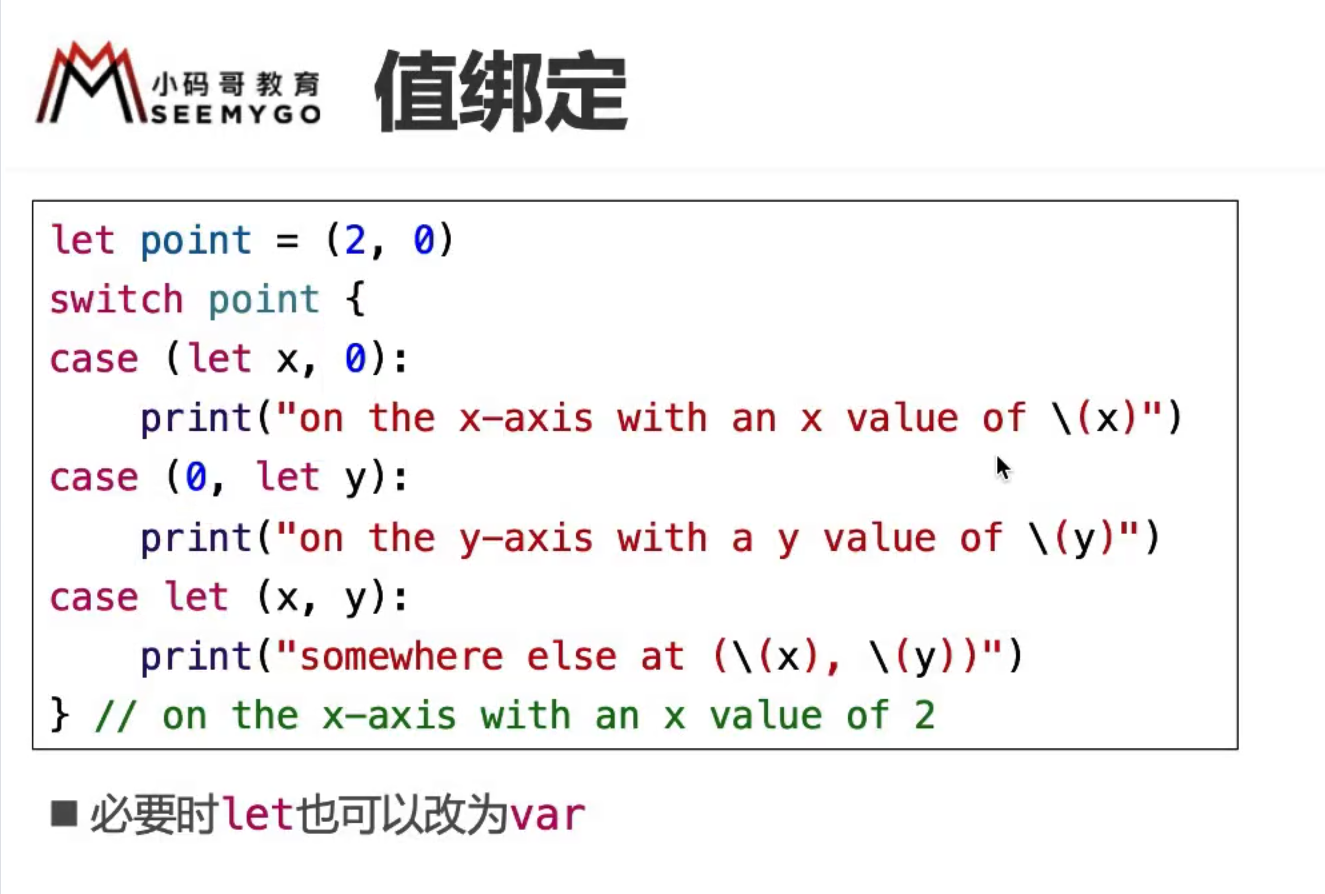 小码哥教育
SEEMYGO
值绑定
let point = (2, 0)
switch point {
case (let x, 0):
    print("on the x-axis with an x value of \(x)")
case (0, let y):
    print("on the y-axis with a y value of \(y)")
case let (x, y):
    print("somewhere else at (\(x), \(y))")
} // on the x-axis with an x value of 2
■ 必要时let也可以改为var